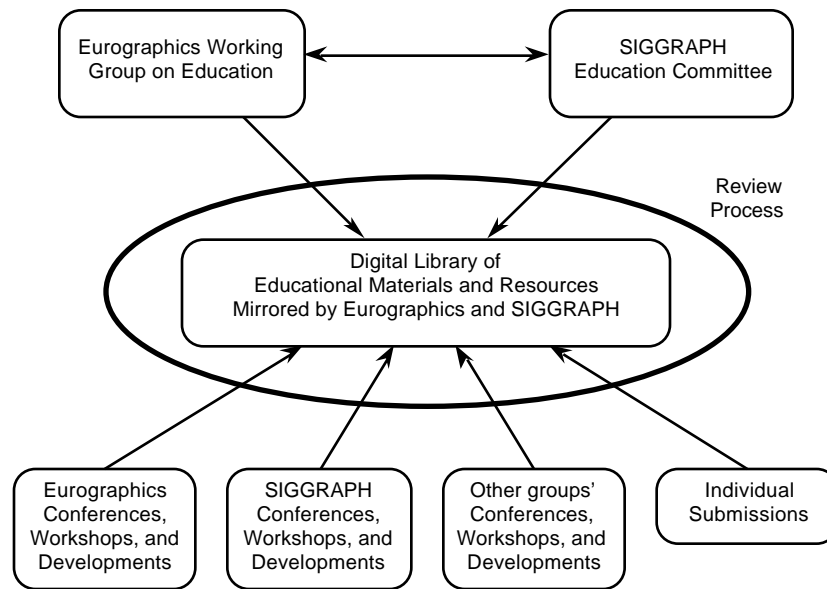 Eurographics Working
Group on Education
SIGGRAPH
Education Committee
Review
Process
Digital Library of
Educational Materials and Resources
Mirrored by Eurographics and SIGGRAPH
Eurographics
Conferences,
Workshops, and
Developments
SIGGRAPH
Conferences,
Workshops, and
Developments
Other groups’
Conferences,
Workshops, and
Developments
Individual
Submissions